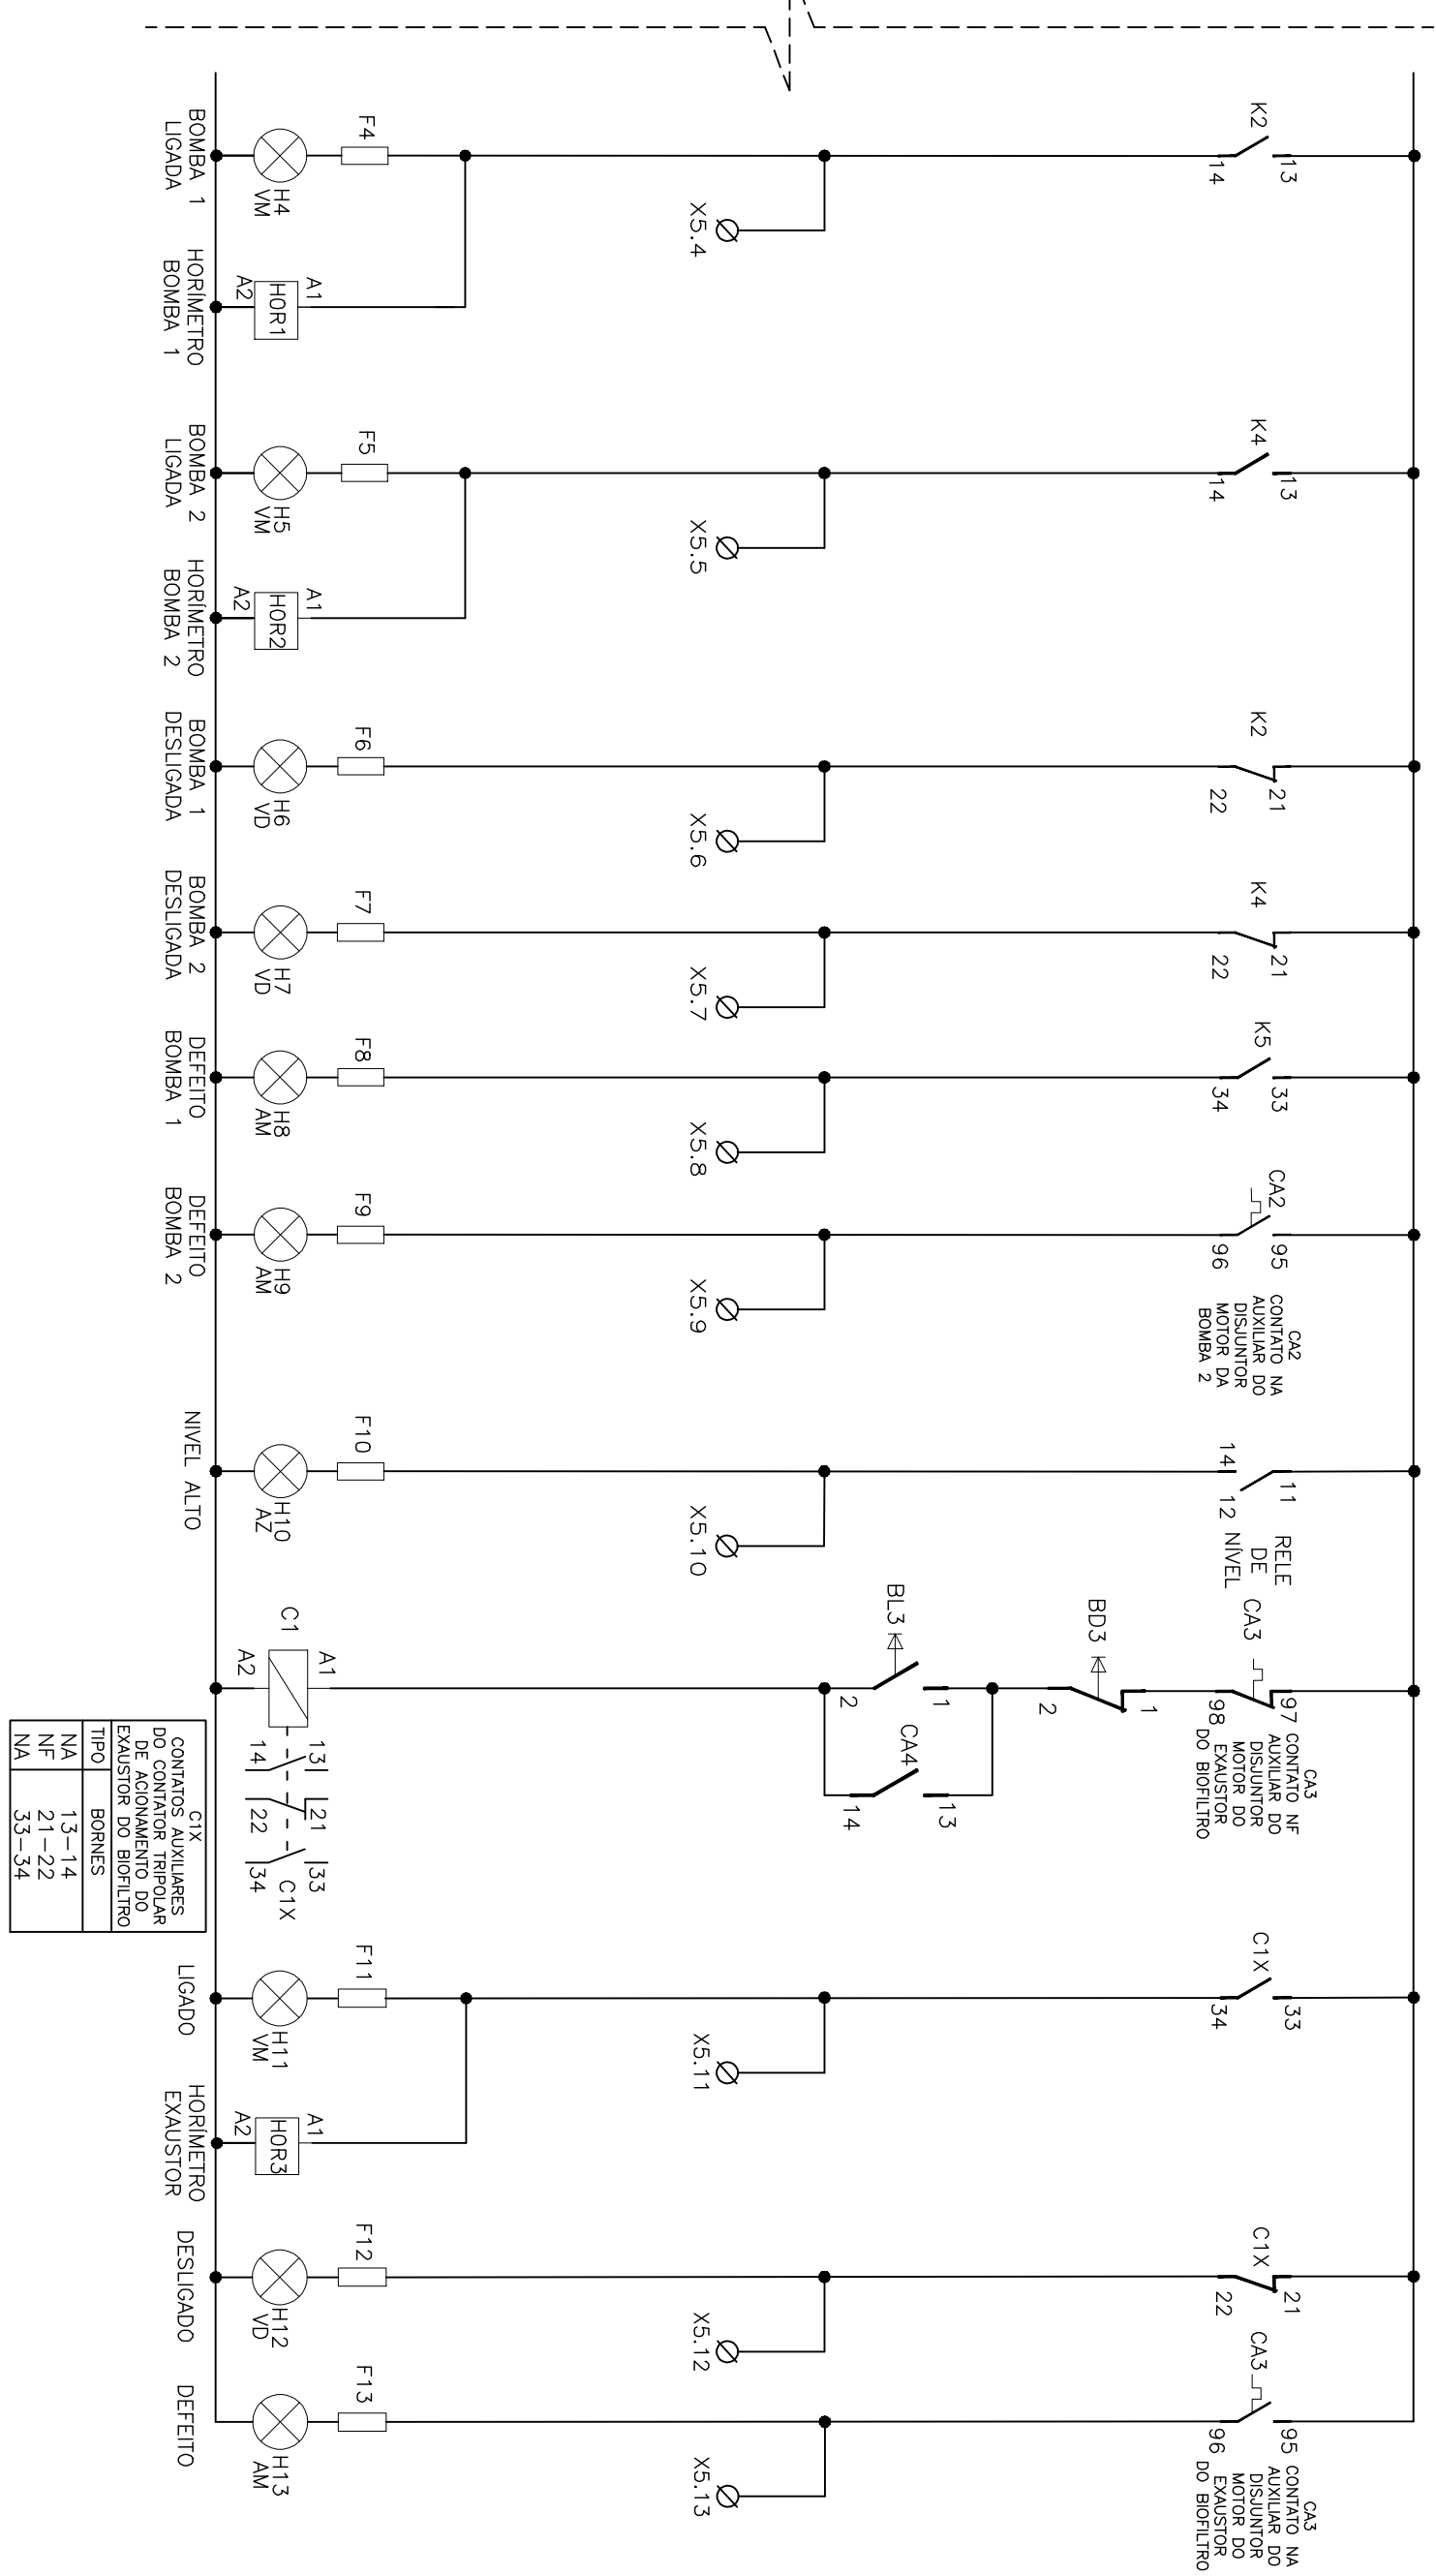 K2
13
14
X5.4
F4
H4
VM
BOMBA 1
LIGADA
A1
HOR1
A2
HORÍMETRO
BOMBA 1
K4
13
14
X5.5
F5
H5
VM
BOMBA 2
LIGADA
A1
HOR2
A2
HORÍMETRO
BOMBA 2
K2
21
22
X5.6
F6
H6
VD
BOMBA 1
DESLIGADA
K4
21
22
X5.7
F7
H7
VD
BOMBA 2
DESLIGADA
K5
33
34
X5.8
F8
H8
AM
DEFEITO
BOMBA 1
CA2
95
96
CA2
CONTATO NA
AUXILIAR DO
DISJUNTOR
MOTOR DA
BOMBA 2
X5.9
F9
H9
AM
DEFEITO
BOMBA 2
11
14
12
RELE
DE
NÍVEL
X5.10
F10
H10
AZ
NIVEL ALTO
CA3
97
98
CA3
CONTATO NF
AUXILIAR DO
DISJUNTOR
MOTOR DO
EXAUSTOR
DO BIOFILTRO
BD3
1
2
BL3
1
2
CA4
13
14
C1
A1
A2
13
14
21
22
33
34
C1X
C1X
CONTATOS AUXILIARES
DO CONTATOR TRIPOLAR
DE ACIONAMENTO DO
EXAUSTOR DO BIOFILTRO
TIPO BORNES
NA 13-14
NF 21-22
NA 33-34
C1X
33
34
X5.11
F11
H11
VM
LIGADO
A1
HOR3
A2
HORÍMETRO
EXAUSTOR
C1X
21
22
X5.12
F12
H12
VD
DESLIGADO
CA3
95
96
CA3
CONTATO NA
AUXILIAR DO
DISJUNTOR
MOTOR DO
EXAUSTOR
DO BIOFILTRO
X5.13
F13
H13
AM
DEFEITO